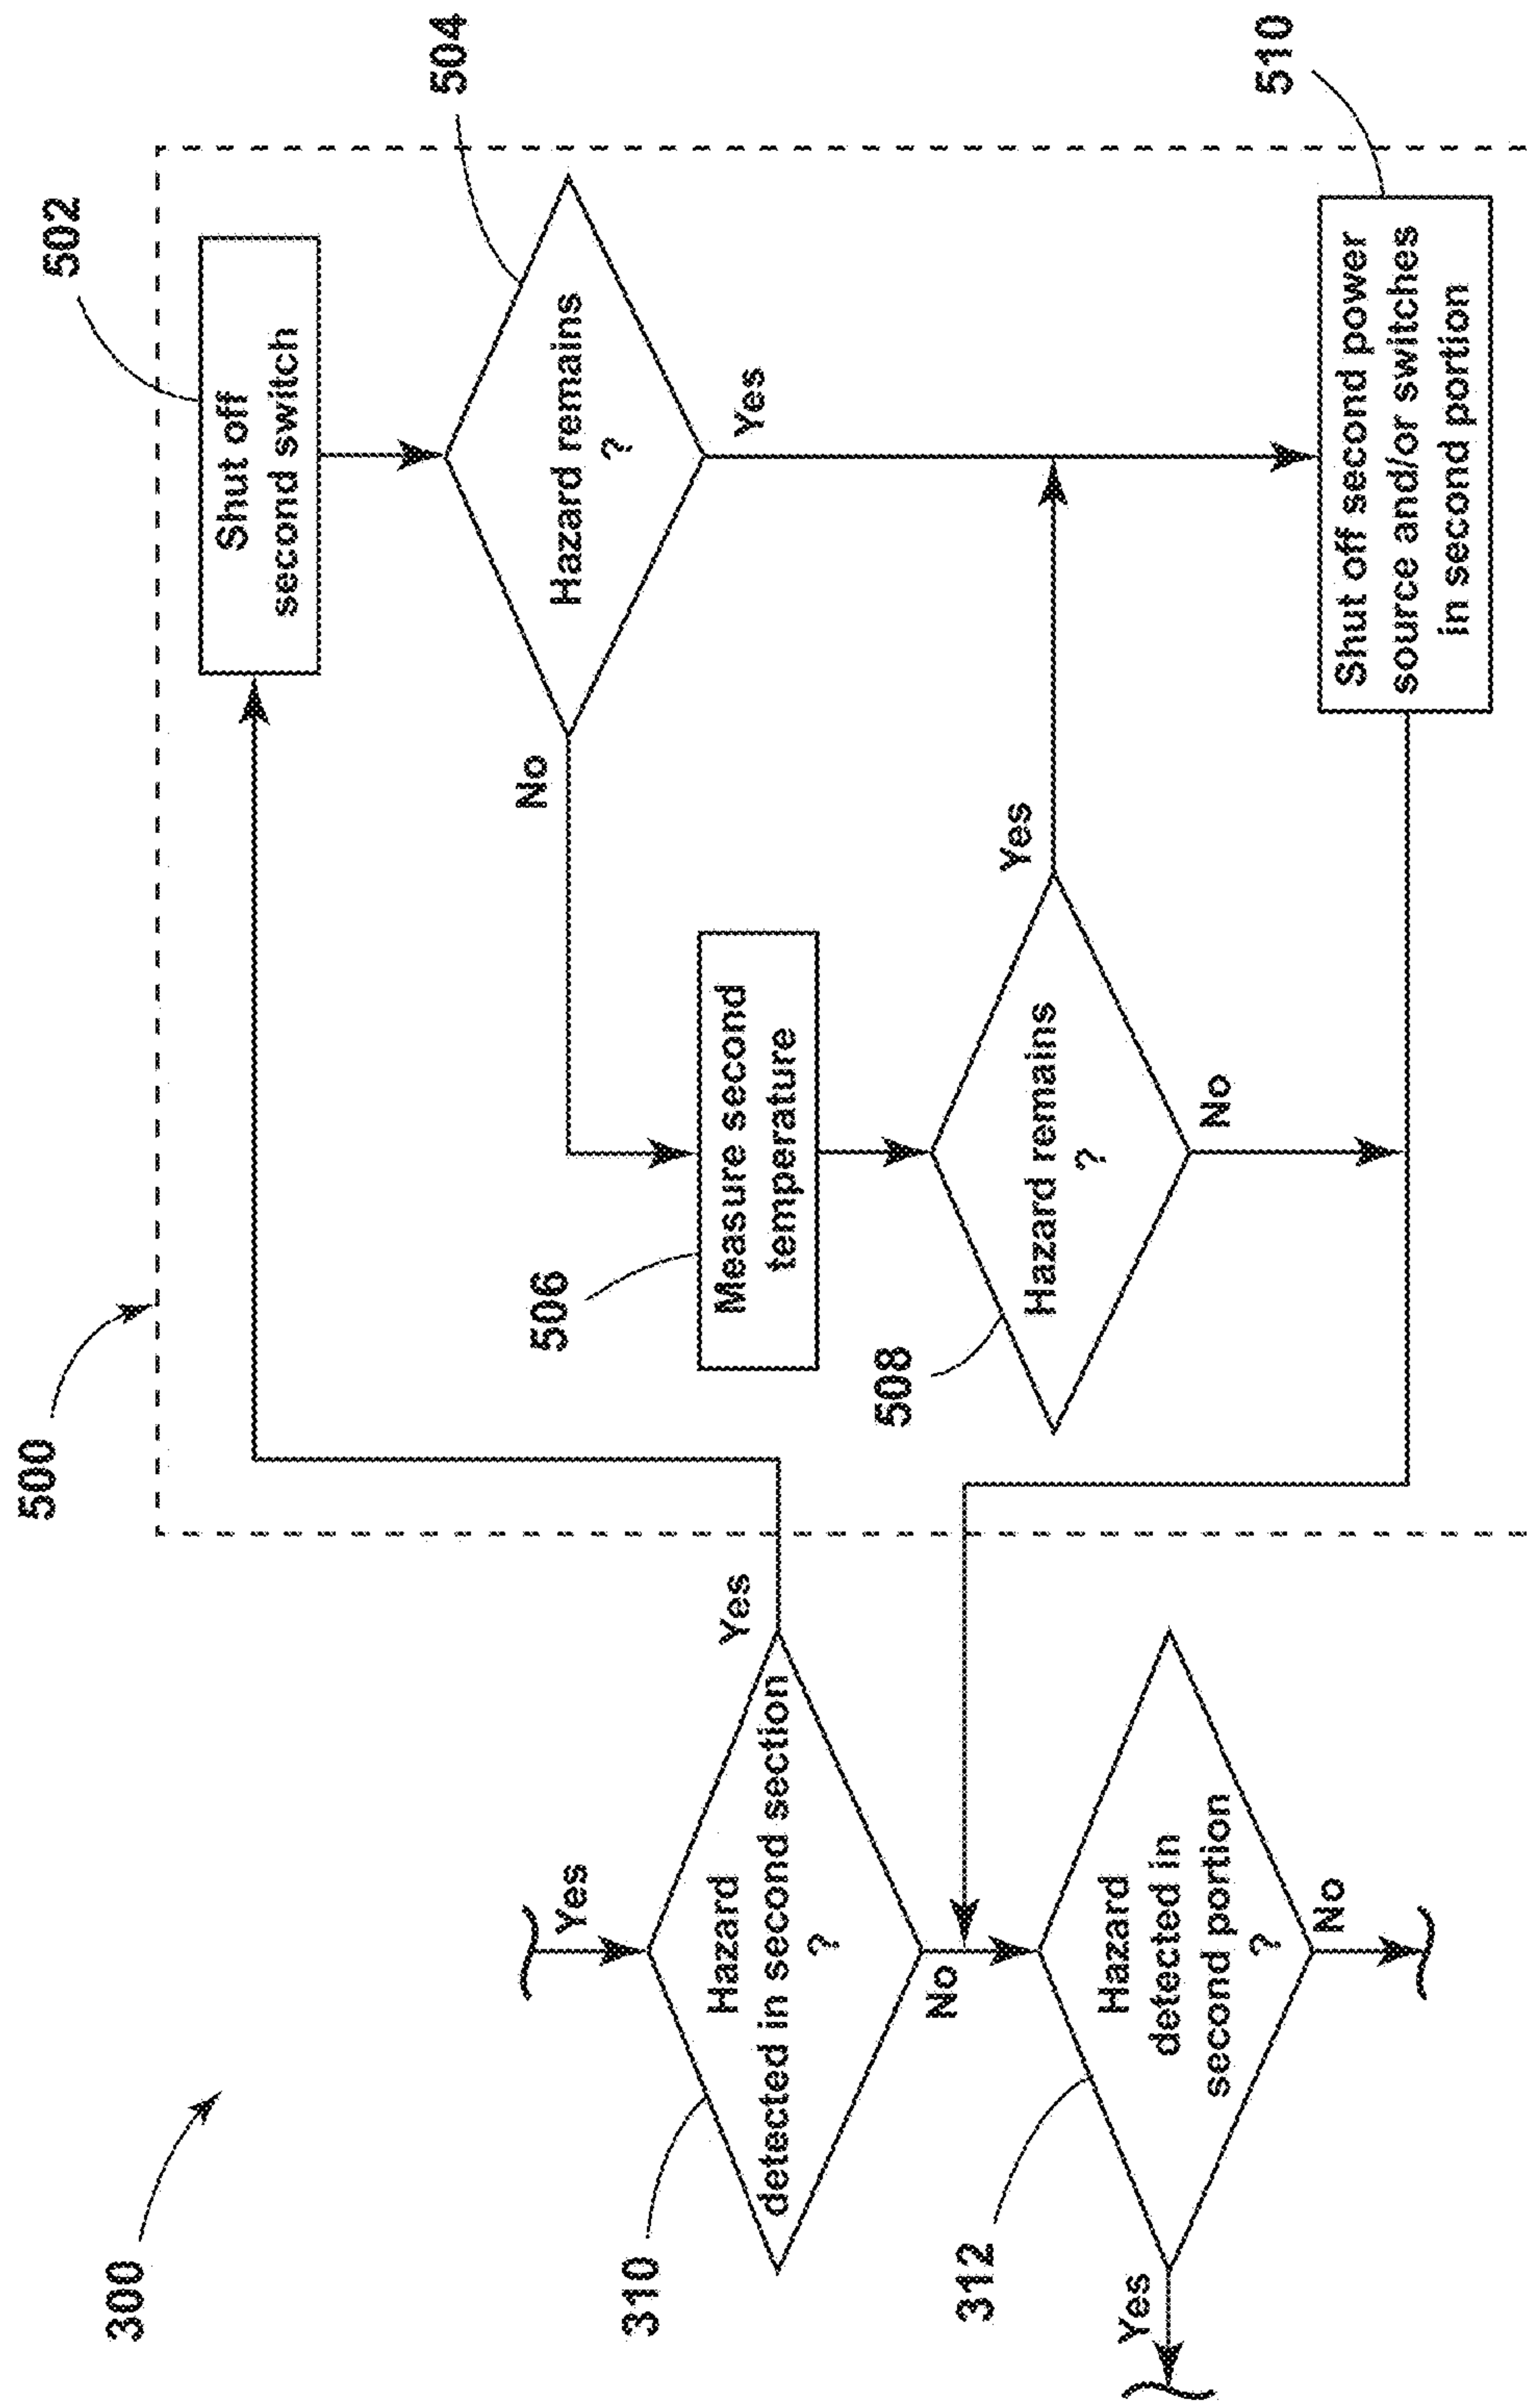 300
500
502
Shut off
second switch
504
Hazard remains
?
No
Yes
506
Measure second
temperature
508
Hazard remains
?
Yes
No
510
Shut off second power
source and/or switches
in second portion
Yes
310
Hazard
detected in second section
?
Yes
No
312
Hazard
detected in
second portion
?
Yes
No